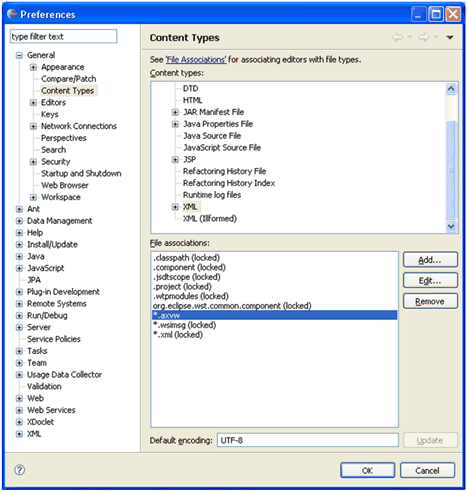 Preferences
type filter text
General
Appearance
Compare/Patch
Content Types
Editors
Keys
Network Connections
Perspectives
Search
Security
Startup and Shutdown
Web Browser
Workspace
Ant
Data Management
Help
Install/Update
Java
JavaScript
JPA
Plug-in Development
Remote Systems
Run/Debug
Server
Service Policies
Tasks
Team
Usage Data Collector
Validation
Web
Web Services
XDoclet
XML
Content Types
See 'File Associations' for associating editors with file types.
Content types:
DTD
HTML
JAR Manifest File
Java Properties File
Java Source File
JavaScript Source File
JSP
Refactoring History File
Refactoring History Index
Runtime log files
XML
XML (Illformed)
File associations:
.classpath (locked)
.component (locked)
.jsdtscope (locked)
.project (locked)
.wtpmodules (locked)
org.eclipse.wst.common.component (locked)
*.axvw
*.wsimsg (locked)
*.xml (locked)
Add...
Edit...
Remove
Default encoding: UTF-8
Update
OK
Cancel